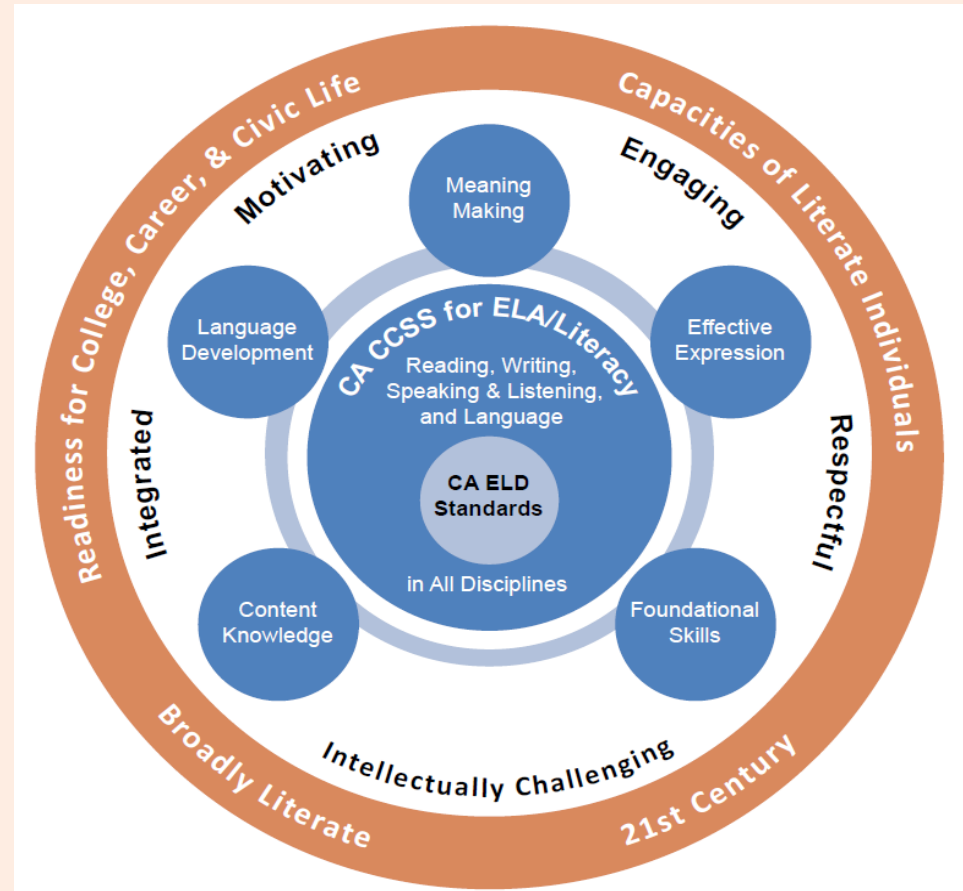 Readiness for College, Career, & Civic Life
Capacities of Literate Individuals
Motivating
Engaging
Meaning
Making
Language
Development
Effective
Expression
CA CCSS for ELA/Literacy
Reading, Writing,
Speaking & Listening,
and Language
CA ELD
Standards
in All Disciplines
Integrated
Respectful
Content
Knowledge
Foundational
Skills
Intellectually Challenging
Broadly Literate
21st Century